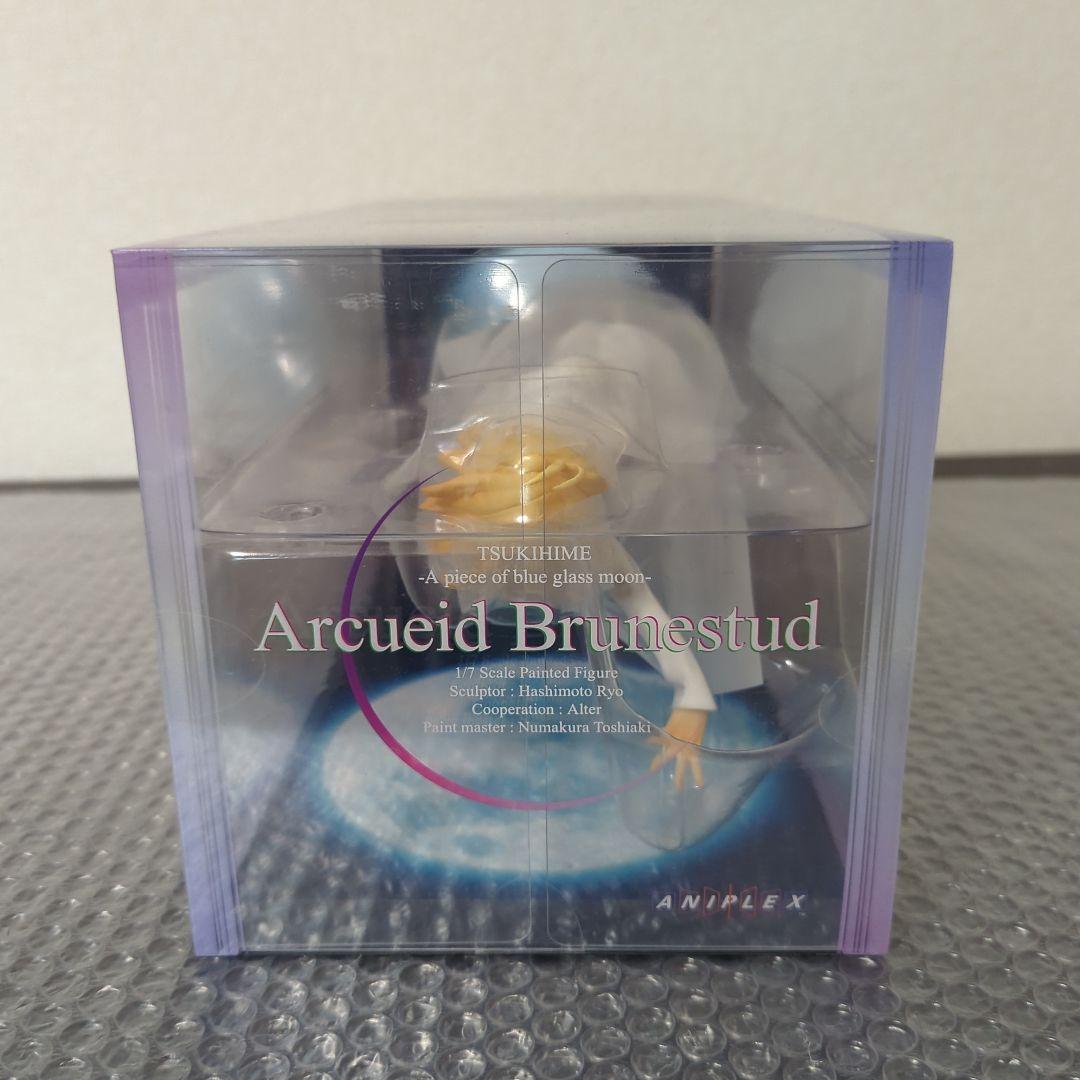 TSUKIHIME
-A piece of blue glass moon-
Arcueid Brunestud
1/7 Scale Painted Figure
Sculptor : Hashimoto Ryo
Cooperation : Alter
Paint master : Numakura Toshiaki
ANIPLEX